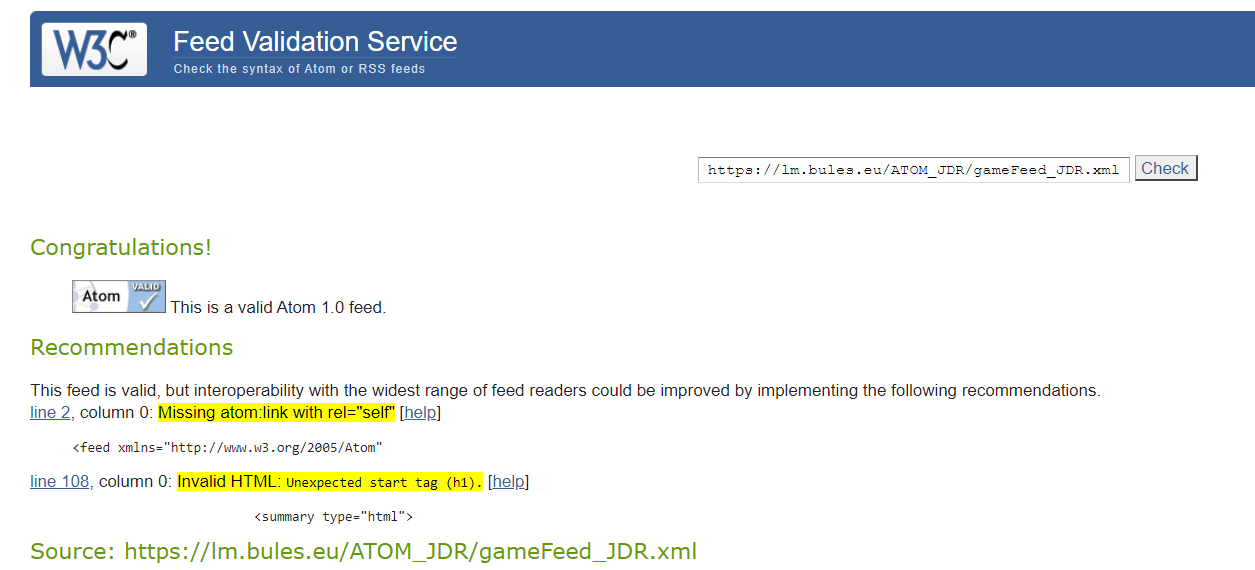 W3C® Feed Validation Service
Check the syntax of Atom or RSS feeds
https://lm.bules.eu/ATOM_JDR/gameFeed_JDR.xml Check
Congratulations!
Atom VALID This is a valid Atom 1.0 feed.
Recommendations
This feed is valid, but interoperability with the widest range of feed readers could be improved by implementing the following recommendations.
line 2, column 0: Missing atom:link with rel="self" [help]
<feed xmlns="http://www.w3.org/2005/Atom"
line 108, column 0: Invalid HTML: Unexpected start tag (h1). [help]
<summary type="html">
Source: https://lm.bules.eu/ATOM_JDR/gameFeed_JDR.xml